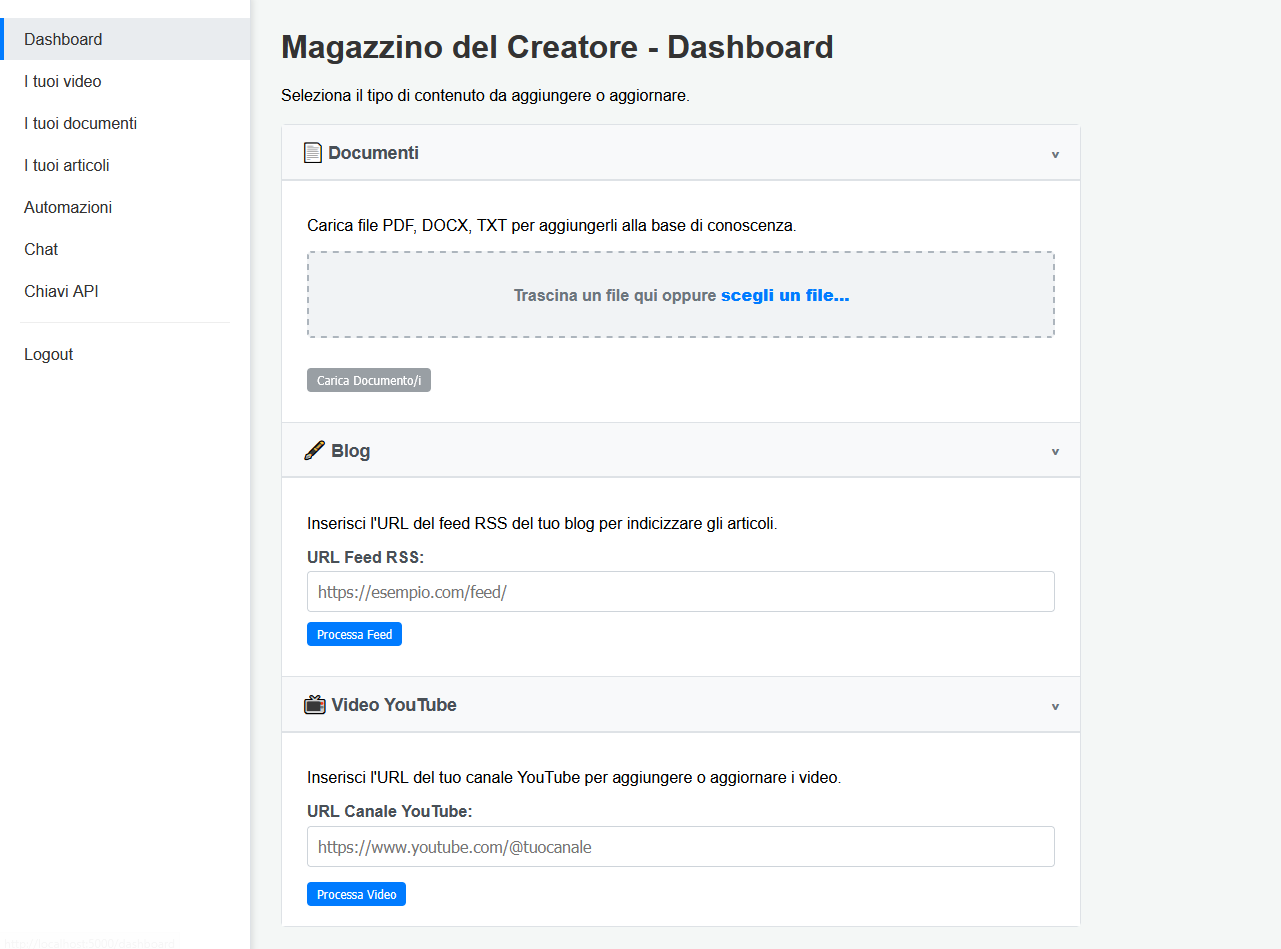 Dashboard
I tuoi video
I tuoi documenti
I tuoi articoli
Automazioni
Chat
Chiavi API
Logout
Magazzino del Creatore - Dashboard
Seleziona il tipo di contenuto da aggiungere o aggiornare.
Documenti
v
Carica file PDF, DOCX, TXT per aggiungerli alla base di conoscenza.
Trascina un file qui oppure scegli un file...
Carica Documento/i
Blog
v
Inserisci l'URL del feed RSS del tuo blog per indicizzare gli articoli.
URL Feed RSS:
https://esempio.com/feed/
Processa Feed
Video YouTube
v
Inserisci l'URL del tuo canale YouTube per aggiungere o aggiornare i video.
URL Canale YouTube:
https://www.youtube.com/@tuocanale
Processa Video